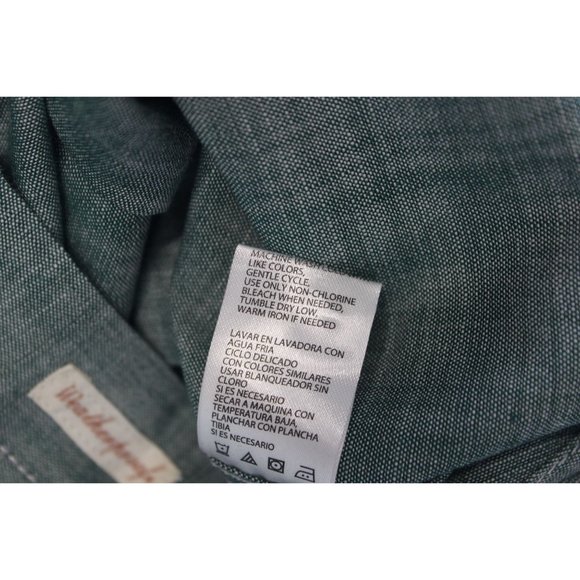 MACHINE
LIKE COLORS,
GENTLE CYCLE.
USE ONLY NON-CHLORINE
BLEACH WHEN NEEDED,
TUMBLE DRY LOW.
WARM IRON IF NEEDED
LAVAR EN LAVADORA CON
AGUA FRIA
CICLO DELICADO
CON COLORES SIMILARES
USAR BLANQUEADOR SIN
CLORO
SI ES NECESARIO
SECAR A MAQUINA CON
TEMPERATURA BAJA,
PLANCHAR CON PLANCHA
TIBIA
SI ES NECESARIO